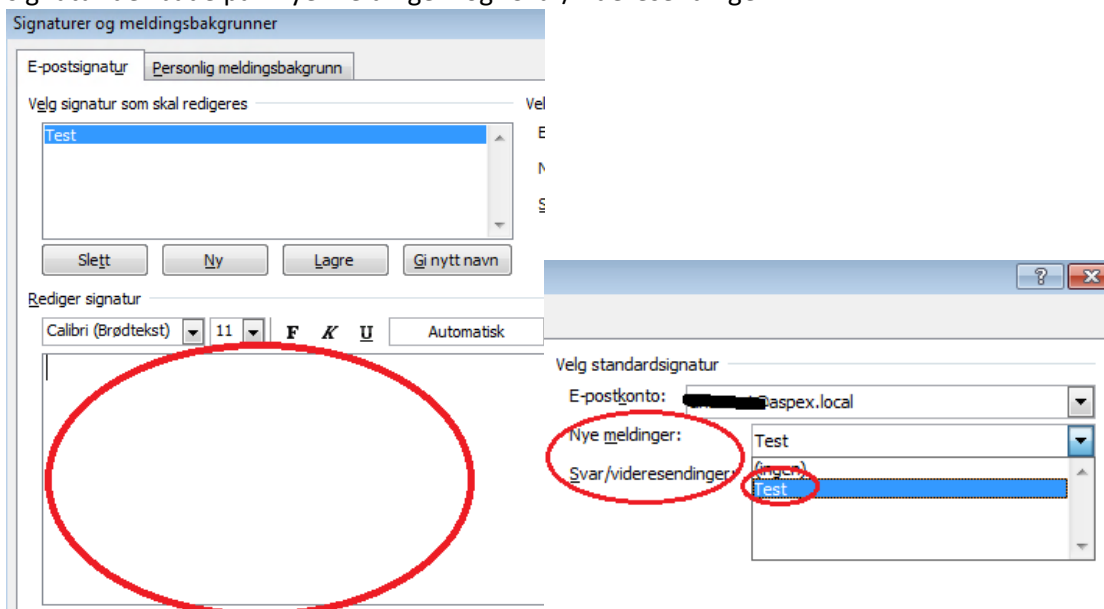 Signaturer og meldingsbakgrunner
E-postsignatur
Personlig meldingsbakgrunn
Velg signatur som skal redigeres
Test
Slett
Ny
Lagre
Gi nytt navn
Rediger signatur
Calibri (Brødtekst)
11
F K U
Automatisk
Velg standardsignatur
E-postkonto:
@aspex.local
Nye meldinger:
Test
Svar/videresendinger:
(ingen)
Test